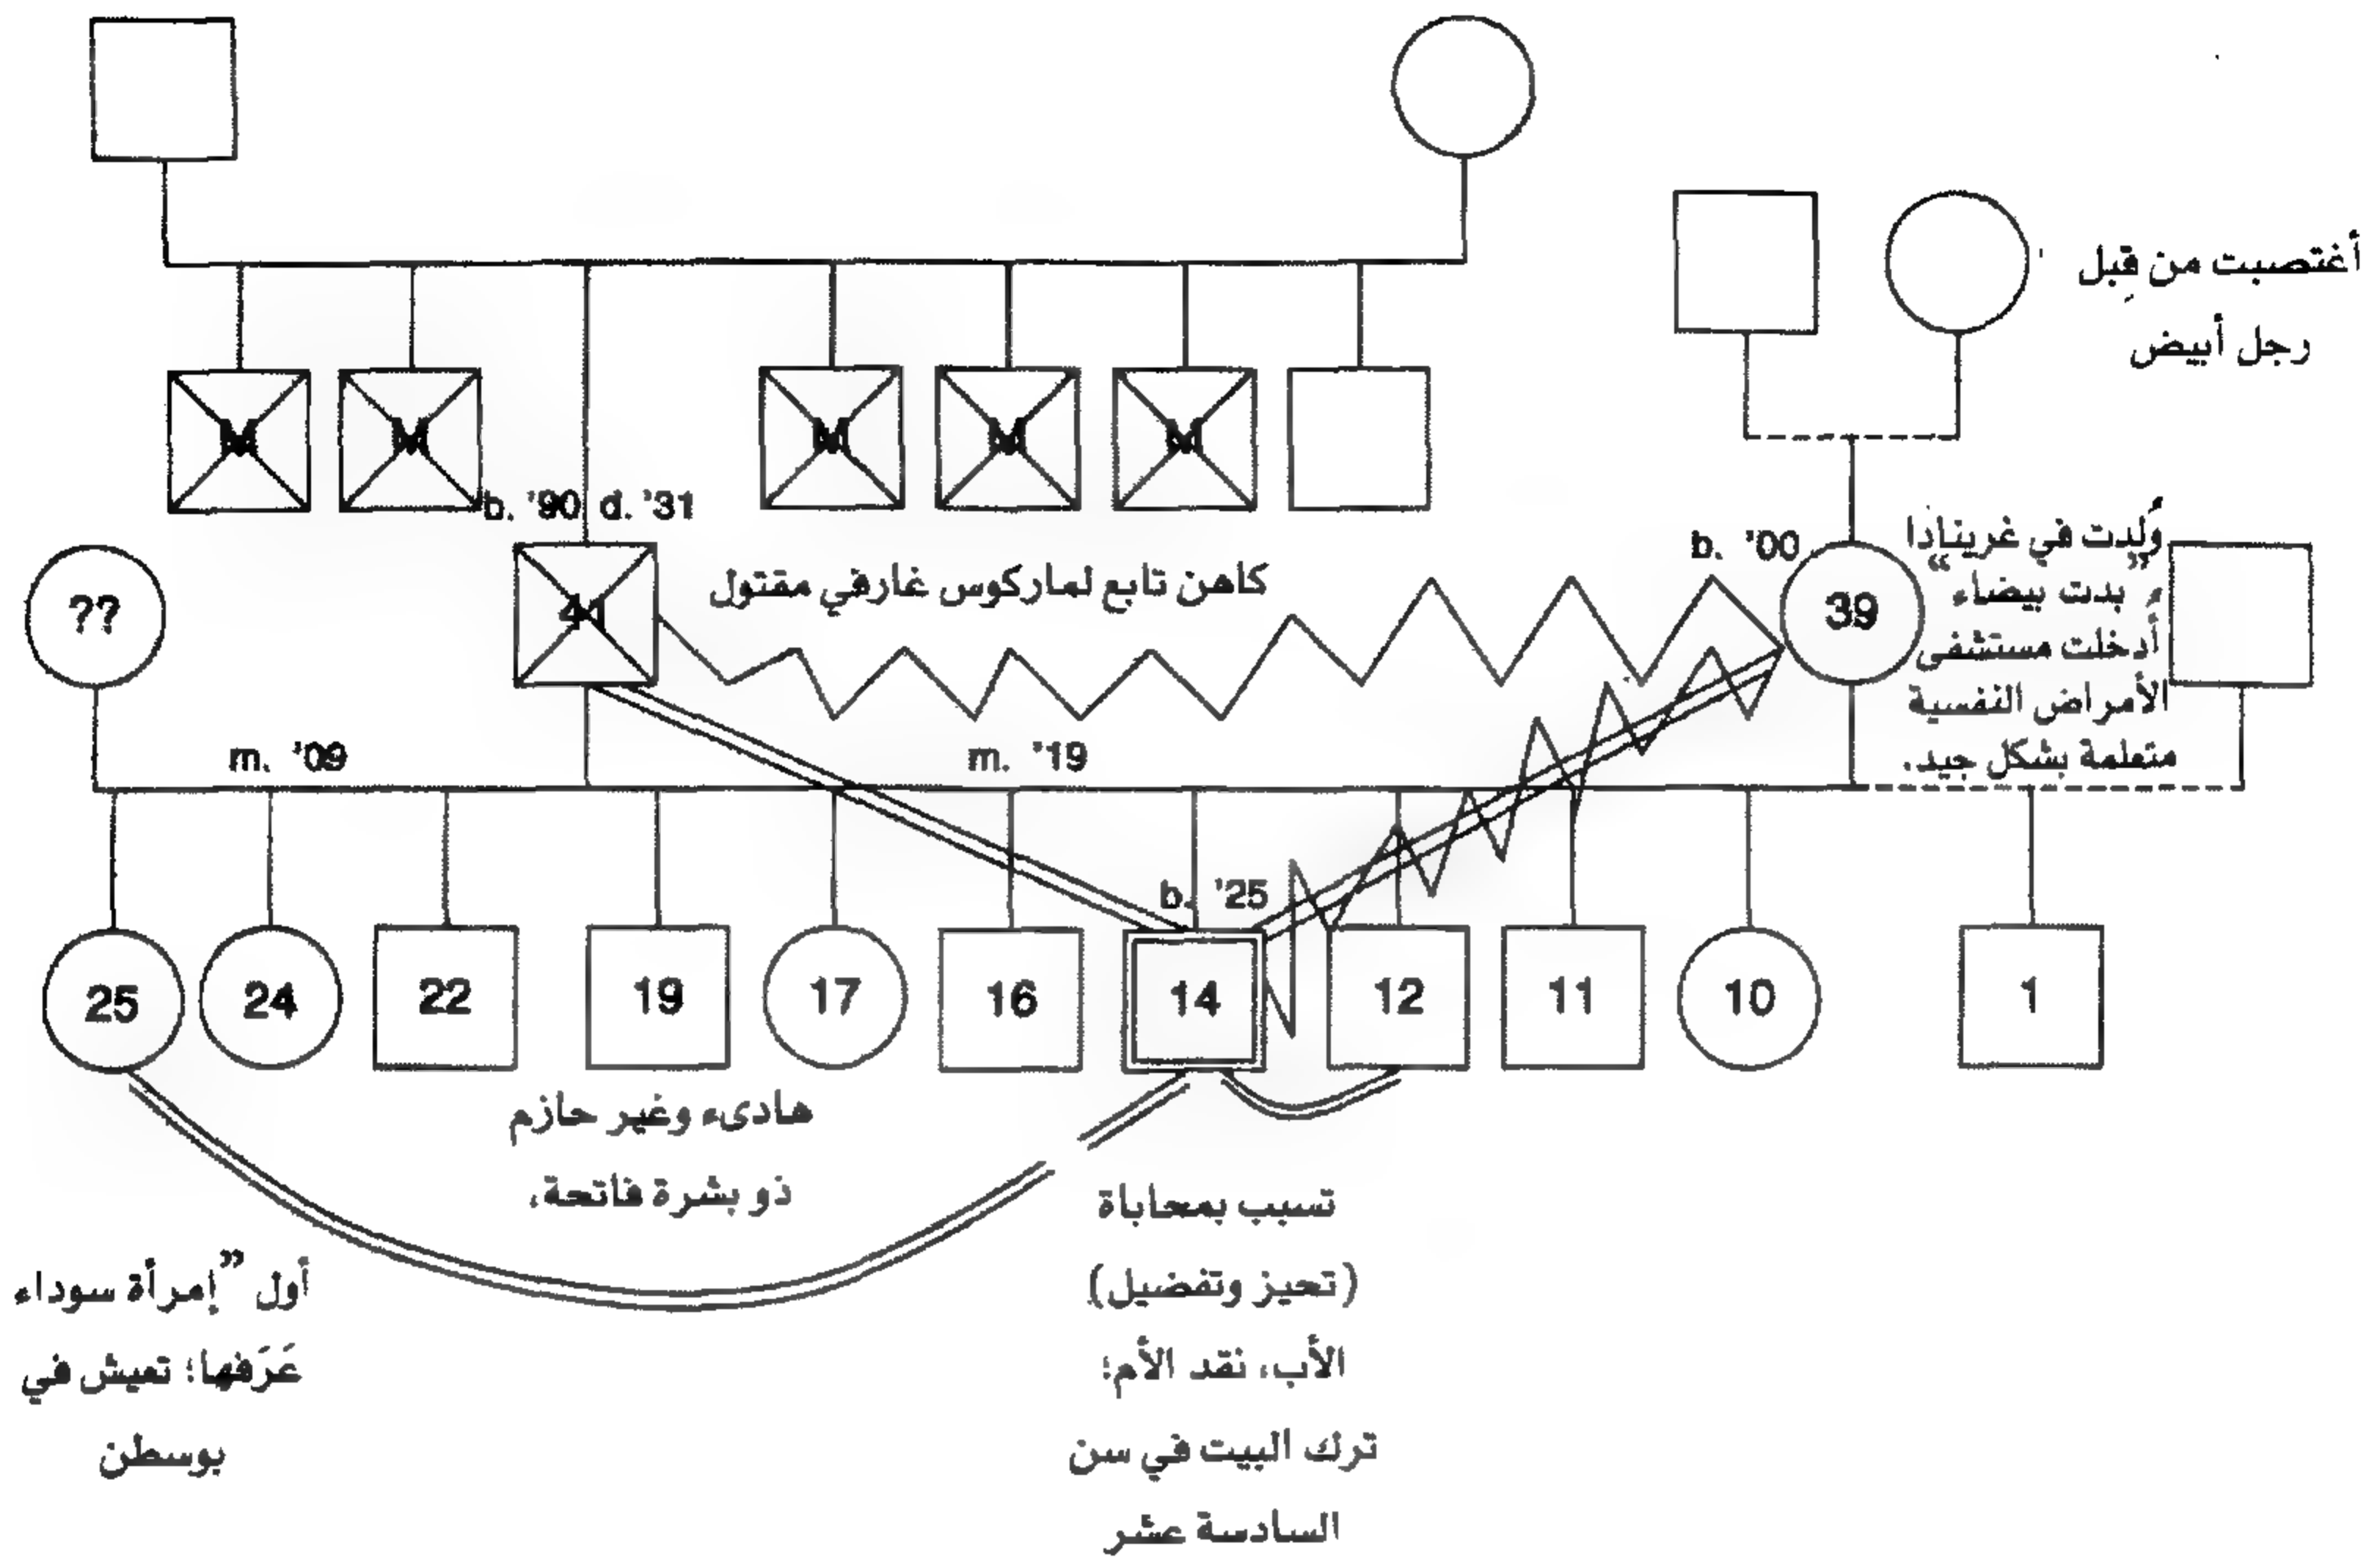 أغتصبت من قِبل
رجل أبيض
M
M
M
M
M
b. '90 d. '31
??
41
كاهن تابع لماركوس غارفي مقتول
b. '00
39
وُلدت في غرينادا
"بدت بيضاء"
أُدخلت مستشفى
الأمراض النفسية
متعلمة بشكل جيد.
m. '09
m. '19
b. '25
25
24
22
19
17
16
14
12
11
10
1
هادىء وغير حازم
ذو بشرة فاتحة.
أول "إمرأة سوداء
عَرَفها؛ تعيش في
بوسطن
تسبب بمحاباة
(تحيز وتفضيل)
الأب، نقد الأم؛
ترك البيت في سن
السادسة عشر